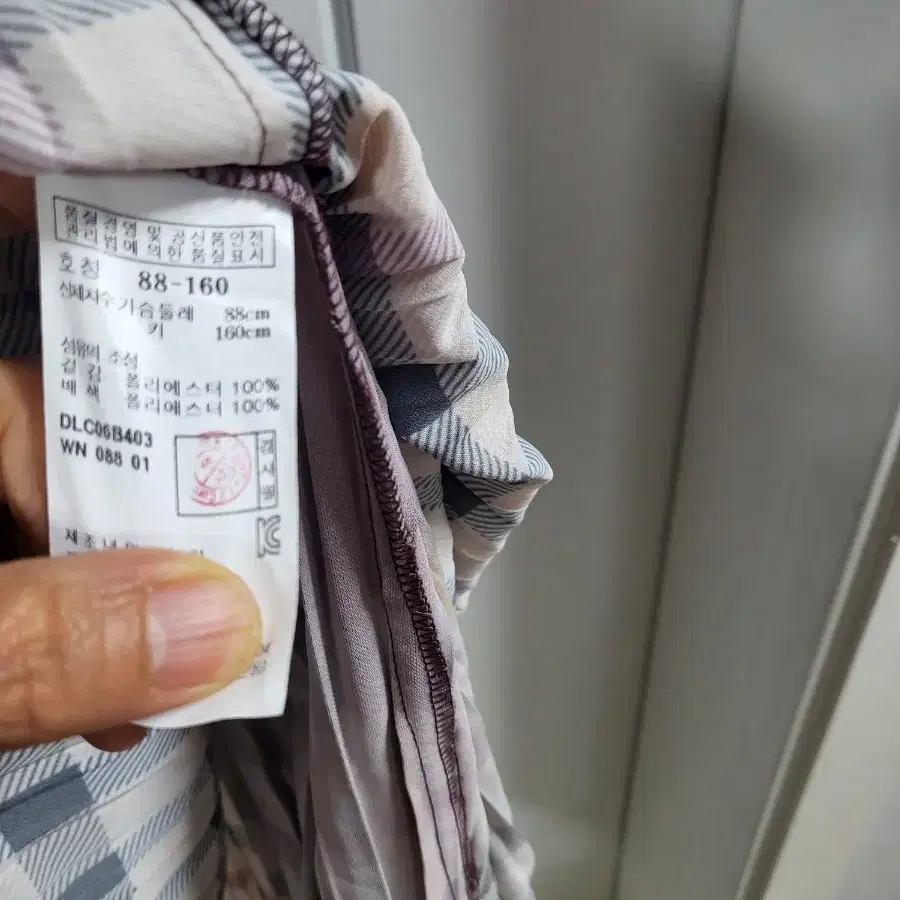 품질경영 및 공산품안전
관리법에 의한 품질표시
호칭 88-160
신체치수 가슴둘레 88cm
키 160cm
섬유의 조성
겉감 폴리에스터 100%
배색 폴리에스터 100%
DLC06B403
WN 088 01
검사필
제조년